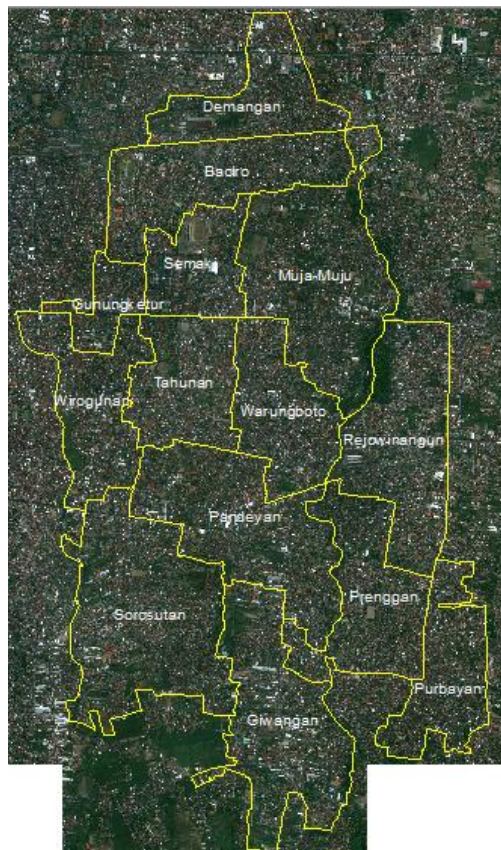 Demangan
Baciro
Semaki
Muja-Muju
Gunungketur
Tahunan
Wirogunan
Warungboto
Rejowinangun
Pandeyan
Prenggan
Sorosutan
Purbayan
Giwangan